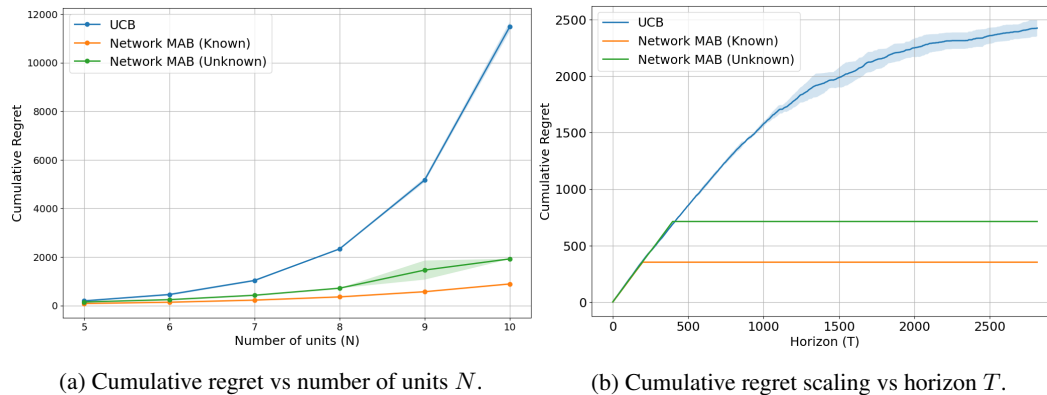 12000
10000
8000
6000
4000
2000
0
Cumulative Regret
UCB
Network MAB (Known)
Network MAB (Unknown)
5 6 7 8 9 10
Number of units (N)
2500
2000
1500
1000
500
0
Cumulative Regret
UCB
Network MAB (Known)
Network MAB (Unknown)
0 500 1000 1500 2000 2500
Horizon (T)
(a) Cumulative regret vs number of units N.
(b) Cumulative regret scaling vs horizon T.